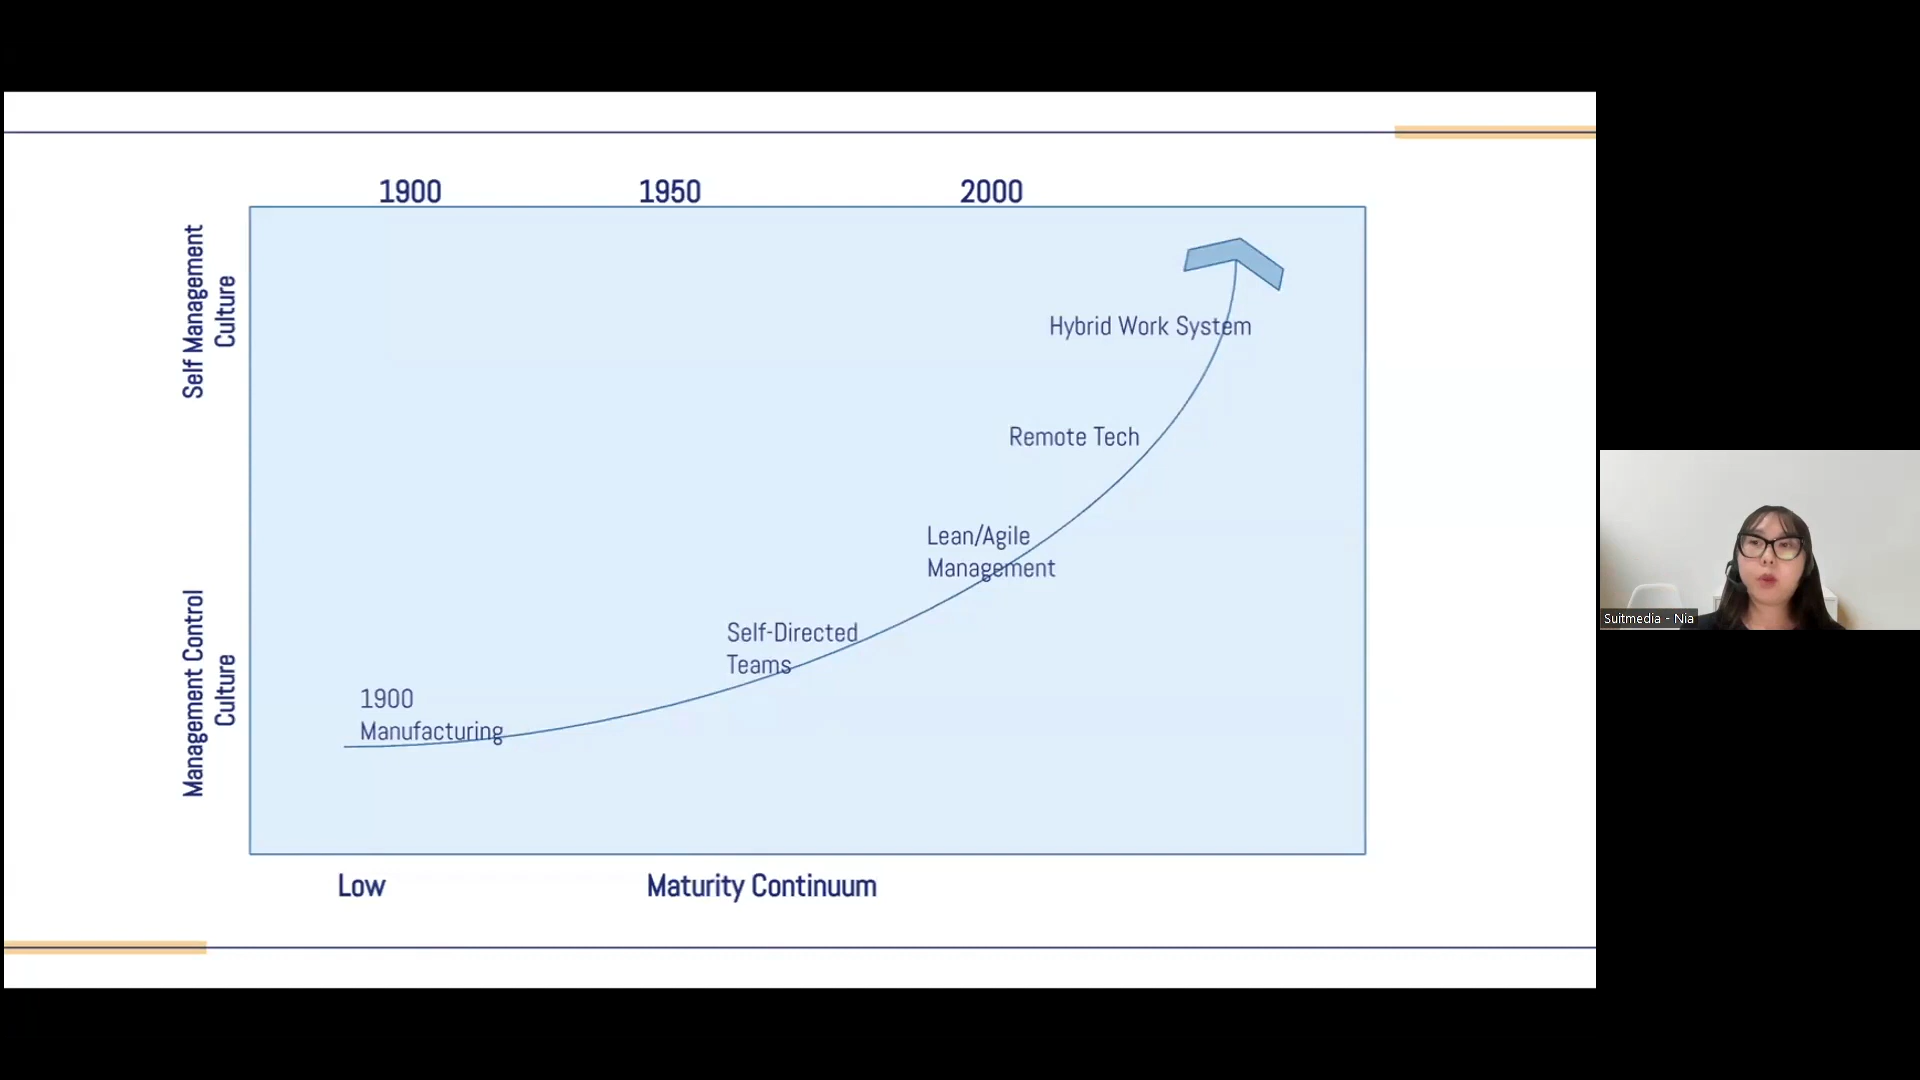 1900
1950
2000
Self Management
Culture
Management Control
Culture
Hybrid Work System
Remote Tech
Lean/Agile
Management
Self-Directed
Teams
1900
Manufacturing
Low
Maturity Continuum
Suitmedia - Nia